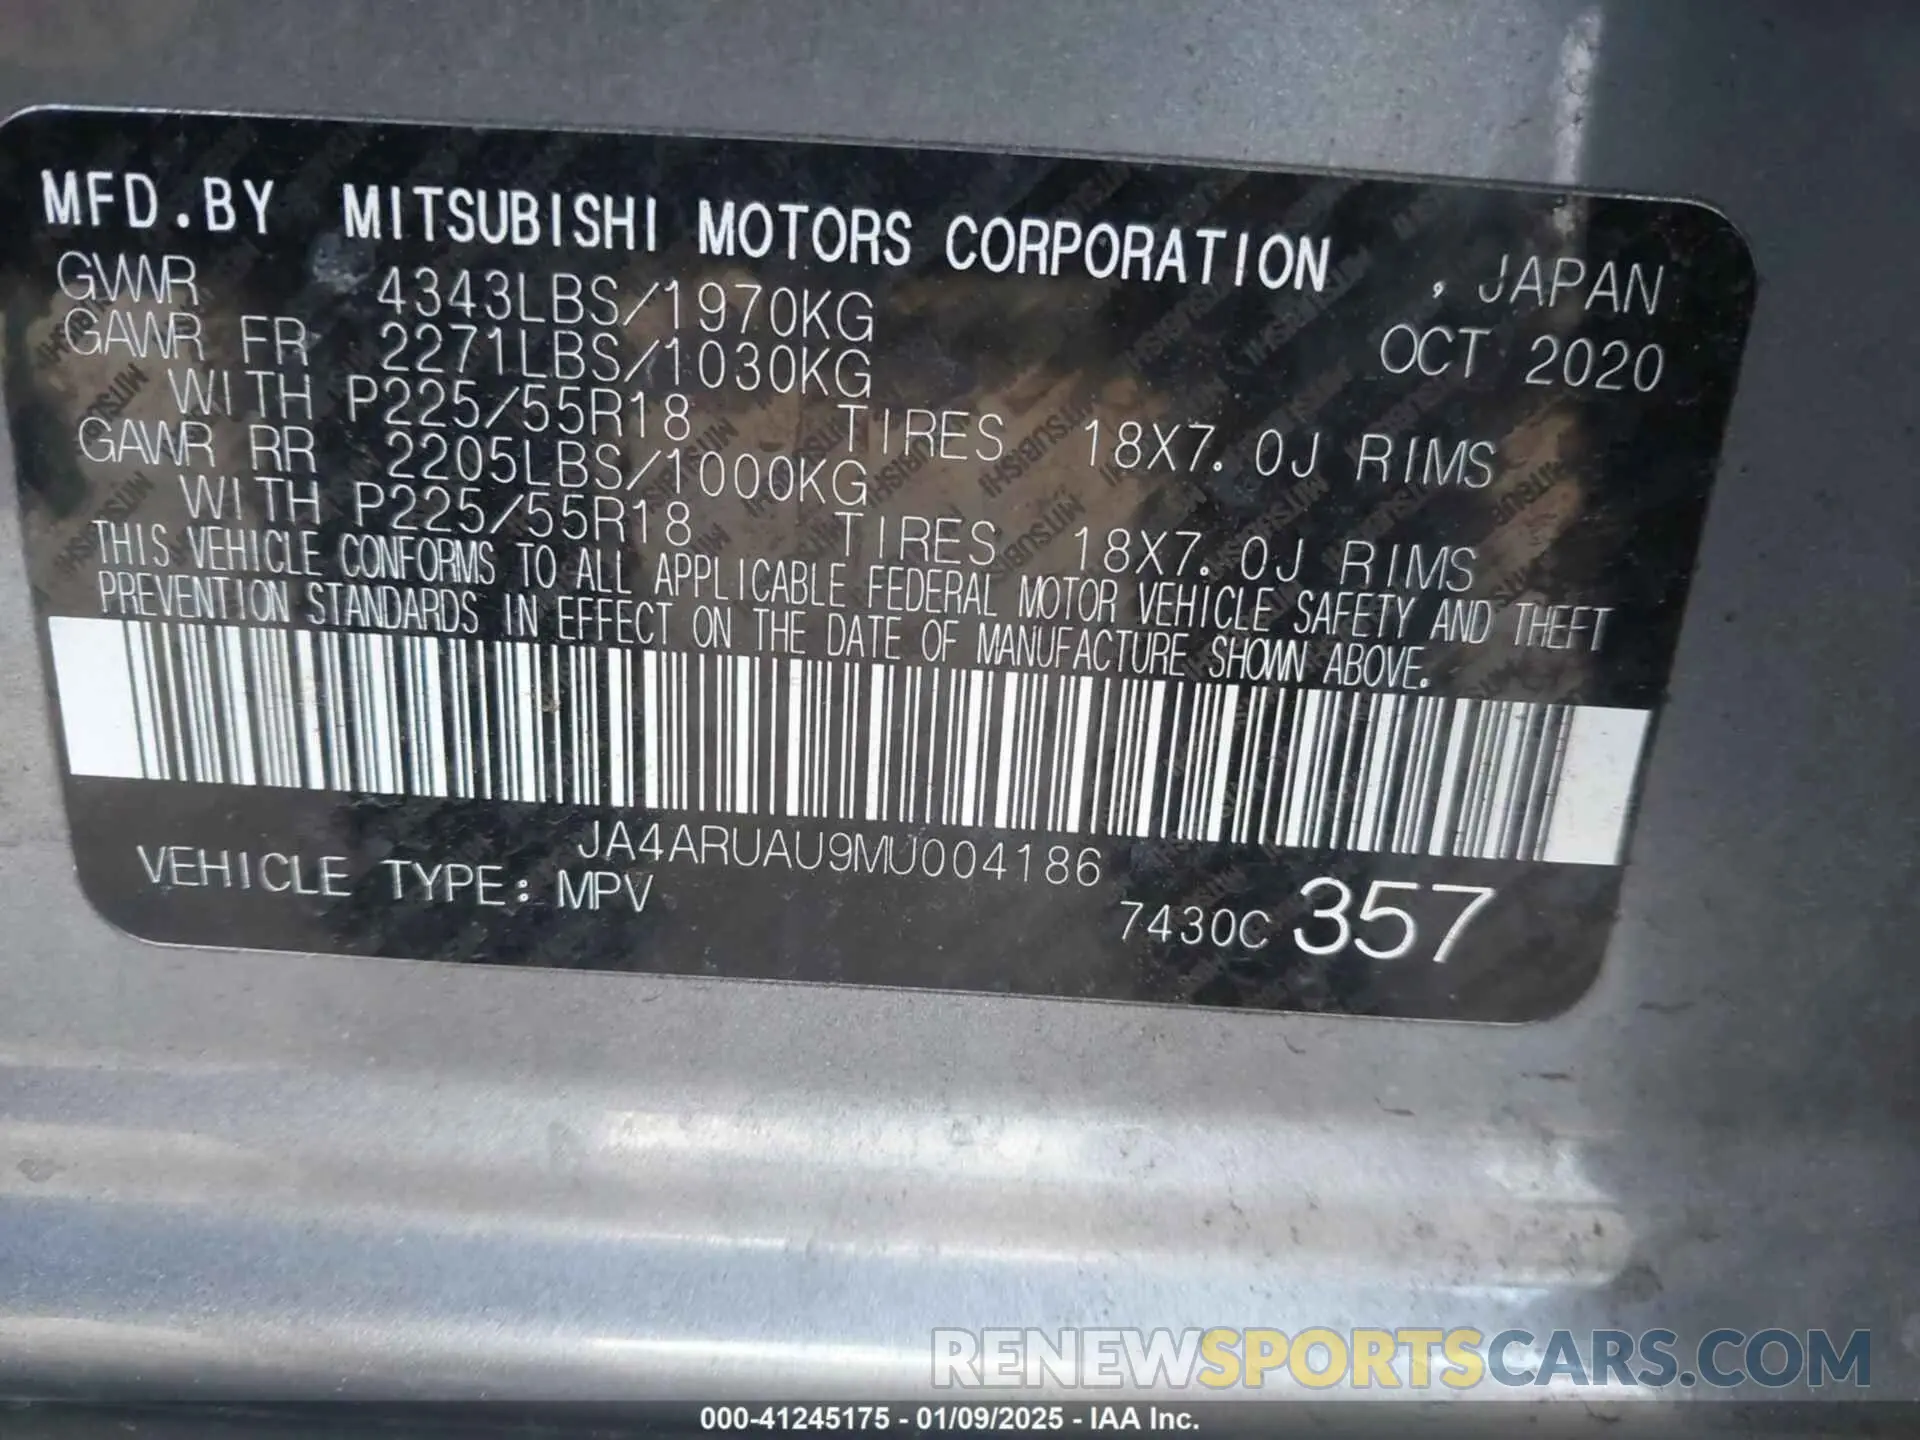 MFD.BY MITSUBISHI MOTORS CORPORATION , JAPAN
GVWR 4343LBS/1970KG OCT 2020
GAWR FR 2271LBS/1030KG
WITH P225/55R18 TIRES 18X7.0J RIMS
GAWR RR 2205LBS/1000KG
WITH P225/55R18 TIRES 18X7.0J RIMS
THIS VEHICLE CONFORMS TO ALL APPLICABLE FEDERAL MOTOR VEHICLE SAFETY AND THEFT
PREVENTION STANDARDS IN EFFECT ON THE DATE OF MANUFACTURE SHOWN ABOVE.
JA4ARUAU9MU004186
VEHICLE TYPE: MPV 7430C 357
RENEWSPORTSCARS.COM
000-41245175 - 01/09/2025 - IAA Inc.